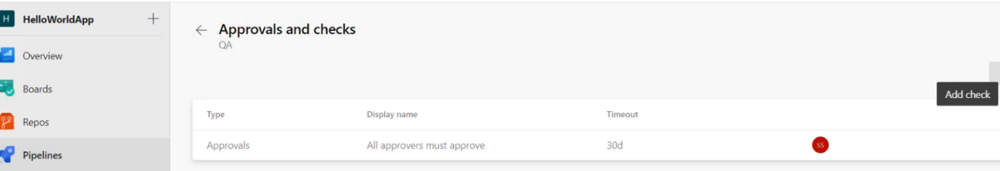 H HelloWorldApp +
Approvals and checks
QA
Overview
Boards
Add check
Type Display name Timeout
Repos
Approvals All approvers must approve 30d SS
Pipelines